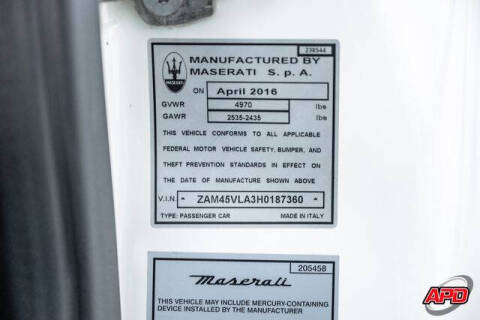 238544
MANUFACTURED BY
MASERATI S.p.A.
MASERATI
ON April 2016
GVWR 4970 lbs
GAWR 2535-2435 lbs
THIS VEHICLE CONFORMS TO ALL APPLICABLE
FEDERAL MOTOR VEHICLE SAFETY, BUMPER, AND
THEFT PREVENTION STANDARDS IN EFFECT ON
THE DATE OF MANUFACTURE SHOWN ABOVE
V.I.N. ZAM45VLA3H0187360
TYPE: PASSENGER CAR MADE IN ITALY
205458
Maserati
THIS VEHICLE MAY INCLUDE MERCURY-CONTAINING
DEVICE INSTALLED BY THE MANUFACTURER:
APD